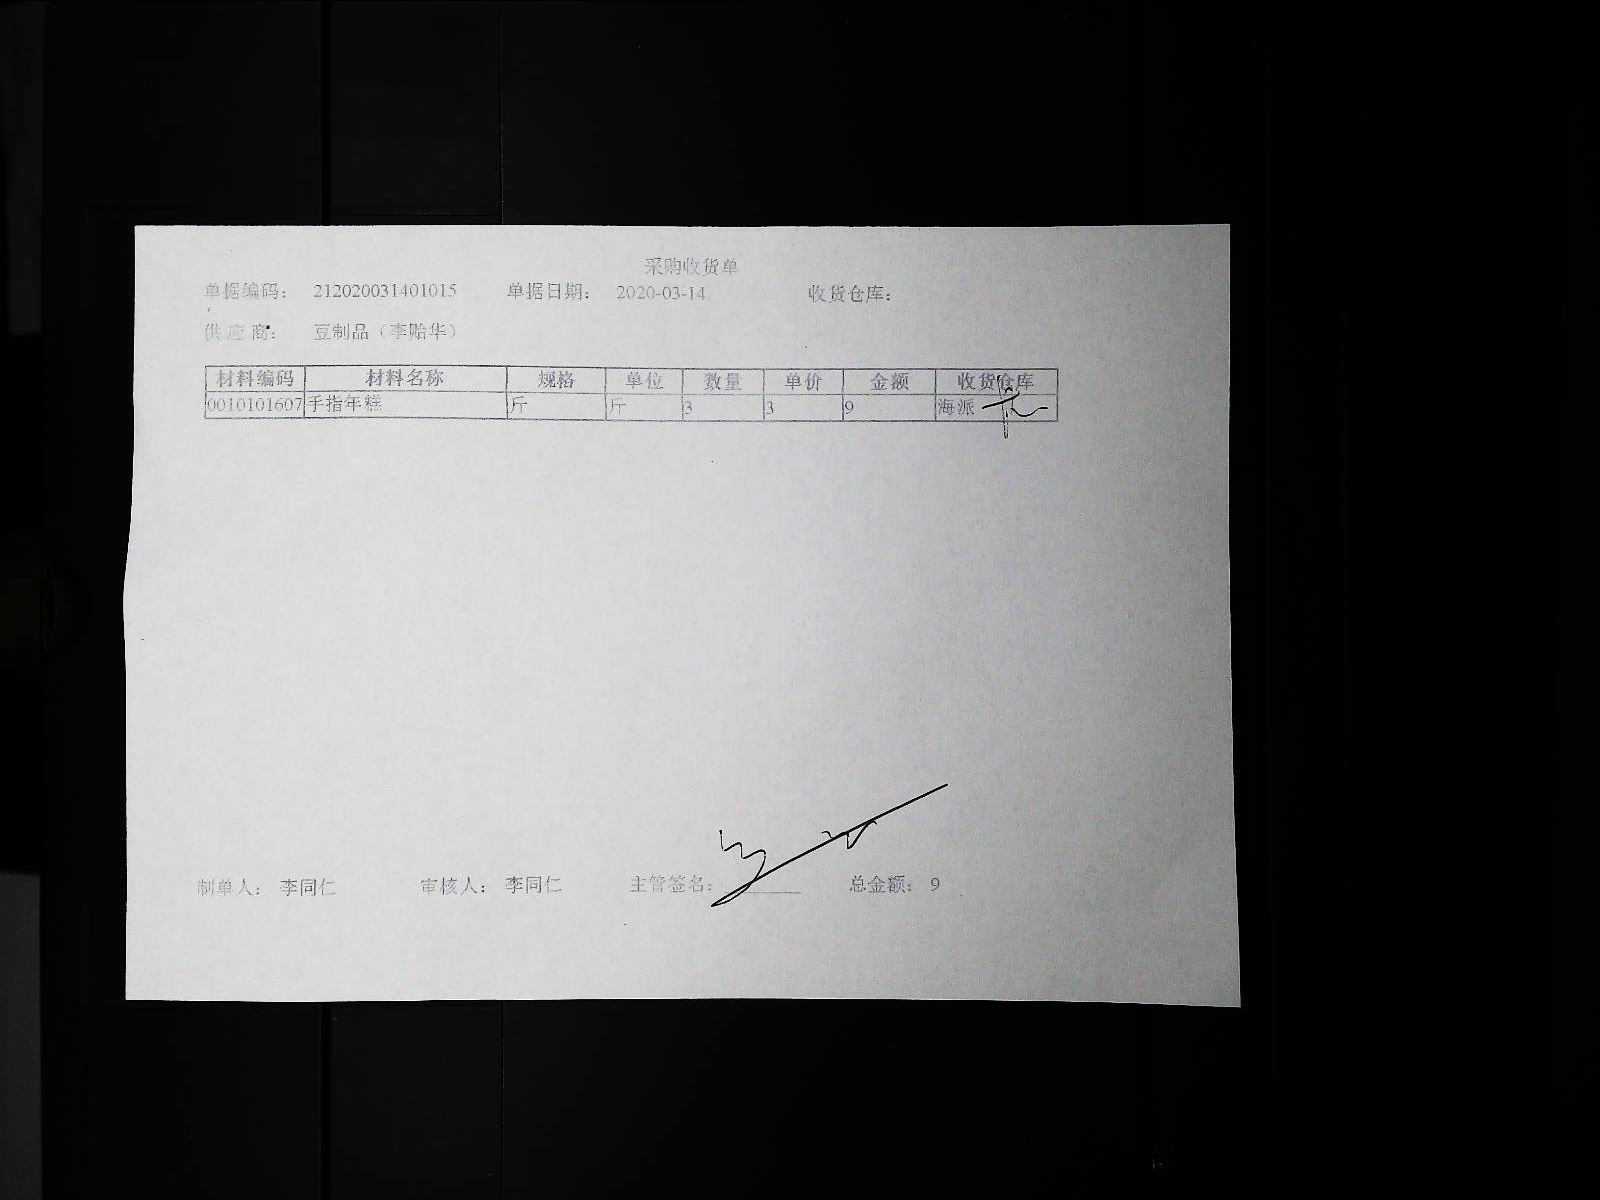 采购收货单
单据编码： 212020031401015 单据日期： 2020-03-14 收货仓库：
供应商： 豆制品（李贻华）
材料编码 材料名称 规格 单位 数量 单价 金额 收货仓库
0010101607 手指年糕 斤 斤 3 3 9 海派
制单人： 李同仁 审核人： 李同仁 主管签名： 总金额： 9